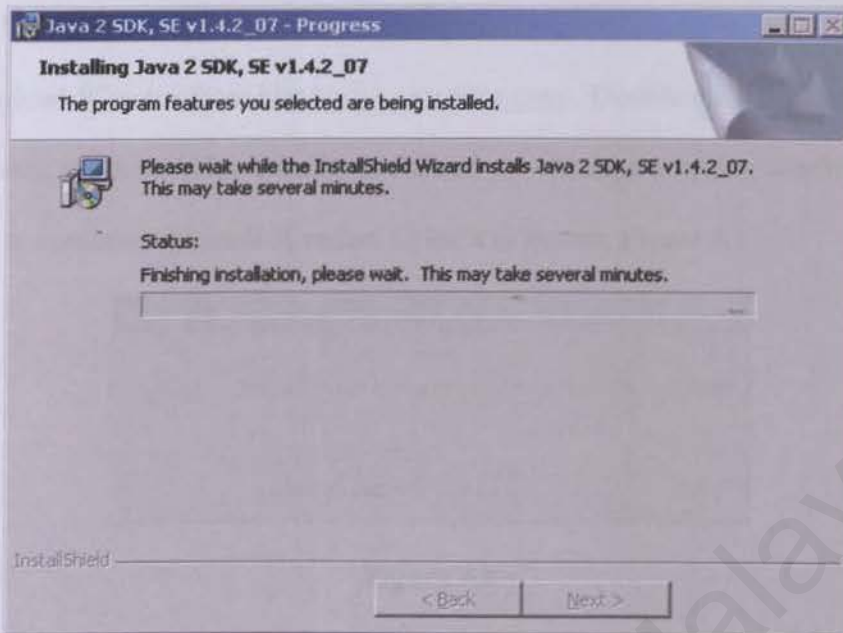 Java 2 SDK, SE v1.4.2_07 - Progress
Installing Java 2 SDK, SE v1.4.2_07
The program features you selected are being installed.
Please wait while the InstallShield Wizard installs Java 2 SDK, SE v1.4.2_07.
This may take several minutes.
Status:
Finishing installation, please wait. This may take several minutes.
InstallShield
< Back
Next >